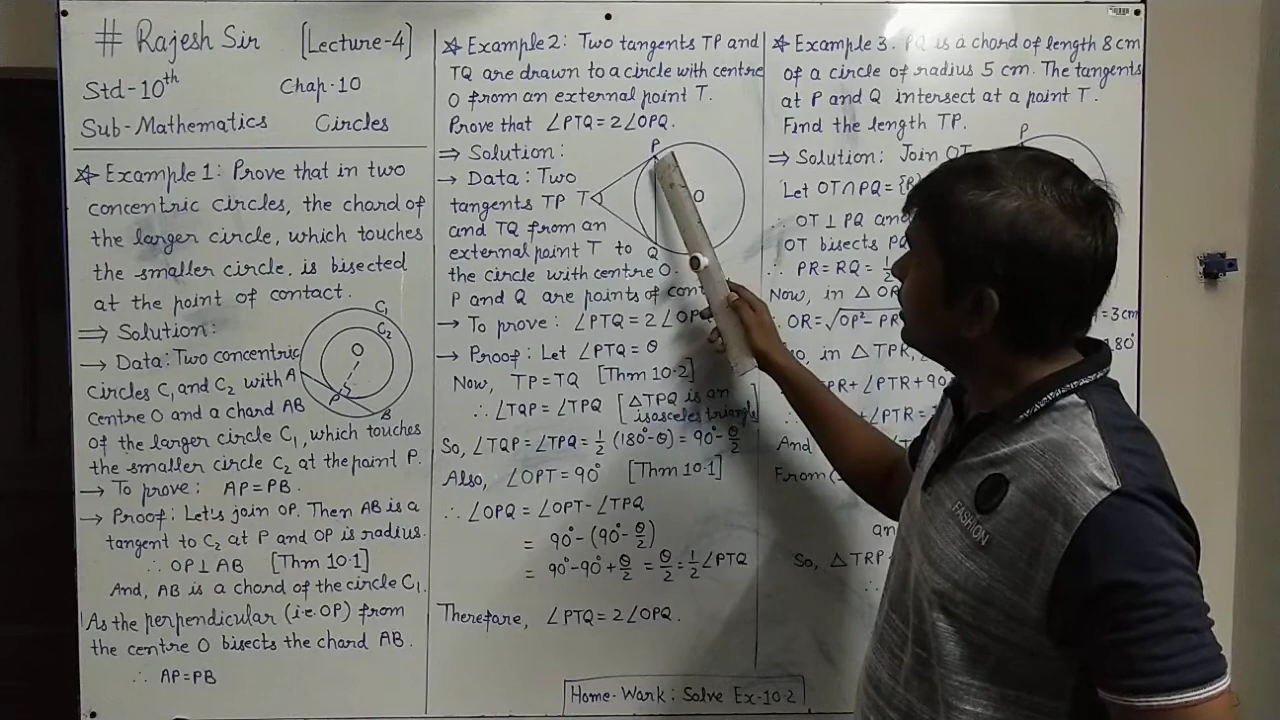 # Rajesh Sir [Lecture-4]
Std-10th Chap-10
Sub-Mathematics Circles
☆ Example 1: Prove that in two
concentric circles, the chord of
the larger circle, which touches
the smaller circle, is bisected
at the point of contact.
⇒ Solution:
→ Data: Two concentric
circles C₁ and C₂ with
centre O and a chord AB
of the larger circle C₁, which touches
the smaller circle C₂ at the point P.
→ To prove: AP=PB.
→ Proof: Let's join OP. Then AB is a
tangent to C₂ at P and OP is radius.
∴ OP⊥AB [Thm 10.1]
And, AB is a chord of the circle C₁.
As the perpendicular (i.e. OP) from
the centre O bisects the chord AB.
∴ AP=PB
C₁
C₂
O
A
P
B
☆ Example 2: Two tangents TP and
TQ are drawn to a circle with centre
O from an external point T.
Prove that ∠PTQ=2∠OPQ.
⇒ Solution:
→ Data: Two
tangents TP
and TQ from an
external point T to
the circle with centre O.
P and Q are points of
→ To prove: ∠PTQ=2∠
→ Proof: Let ∠PTQ=θ
Now, TP=TQ [Thm 10.2]
∴ ∠TQP=∠TPQ [△TPQ is an
isosceles triangle]
So, ∠TQP=∠TPQ=1/2 (180°-θ)=90°-θ/2
Also, ∠OPT=90° [Thm 10.1]
∴ ∠OPQ=∠OPT-∠TPQ
= 90°-(90°-θ/2)
= 90°-90°+θ/2=θ/2=1/2∠PTQ
Therefore, ∠PTQ=2∠OPQ.
P
T
O
Q
☆ Example 3. PQ is a chord of length 8 cm
of a circle of radius 5 cm. The tangents
at P and Q intersect at a point T.
Find the length TP.
⇒ Solution: Join OT
P
Let OT∩PQ={R}
∴ OT⊥PQ and
OT bisects
∴ PR=RQ=
Now, in △
∴ OR=√OP²-PR² =3cm
in △TPR, 180°
PR+∠PTR+90
∠PTR=
And
From
an
So, △TRP
∴
Home-Work: Solve Ex-10.2
FASHION